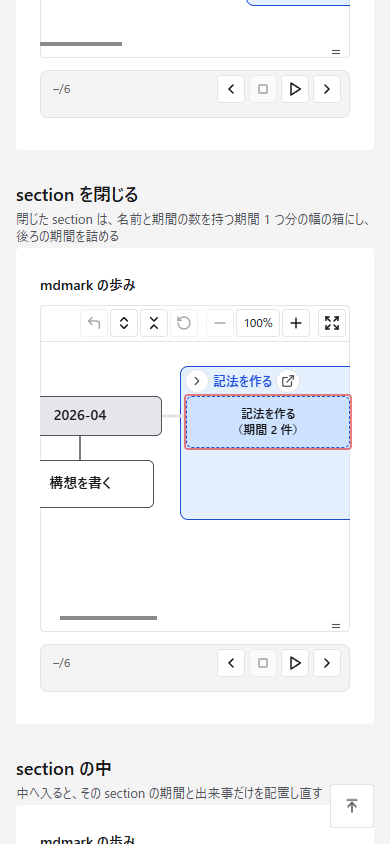 –/6
section を閉じる
閉じた section は、名前と期間の数を持つ期間 1 つ分の幅の箱にし、
後ろの期間を詰める
mdmark の歩み
100%
記法を作る
2026-04
記法を作る
（期間 2 件）
構想を書く
–/6
section の中
中へ入ると、その section の期間と出来事だけを配置し直す
mdmark の歩み